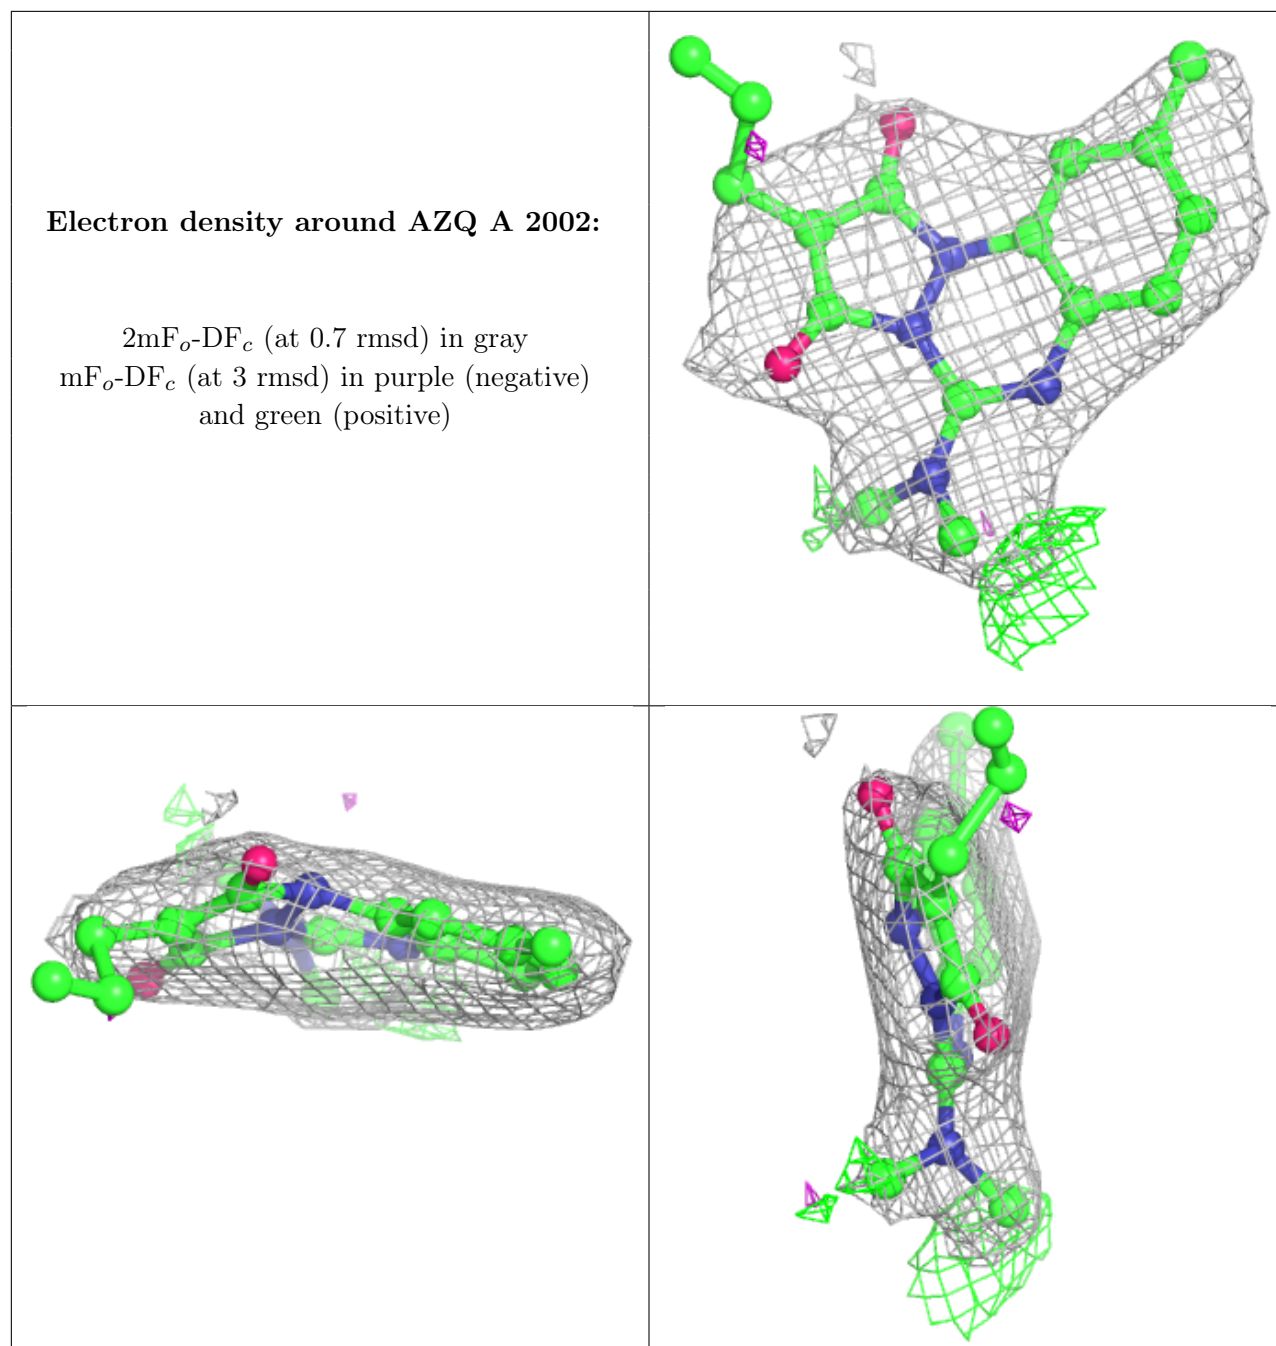 Electron density around AZQ A 2002:
2mFo-DFc (at 0.7 rmsd) in gray
mFo-DFc (at 3 rmsd) in purple (negative)
and green (positive)